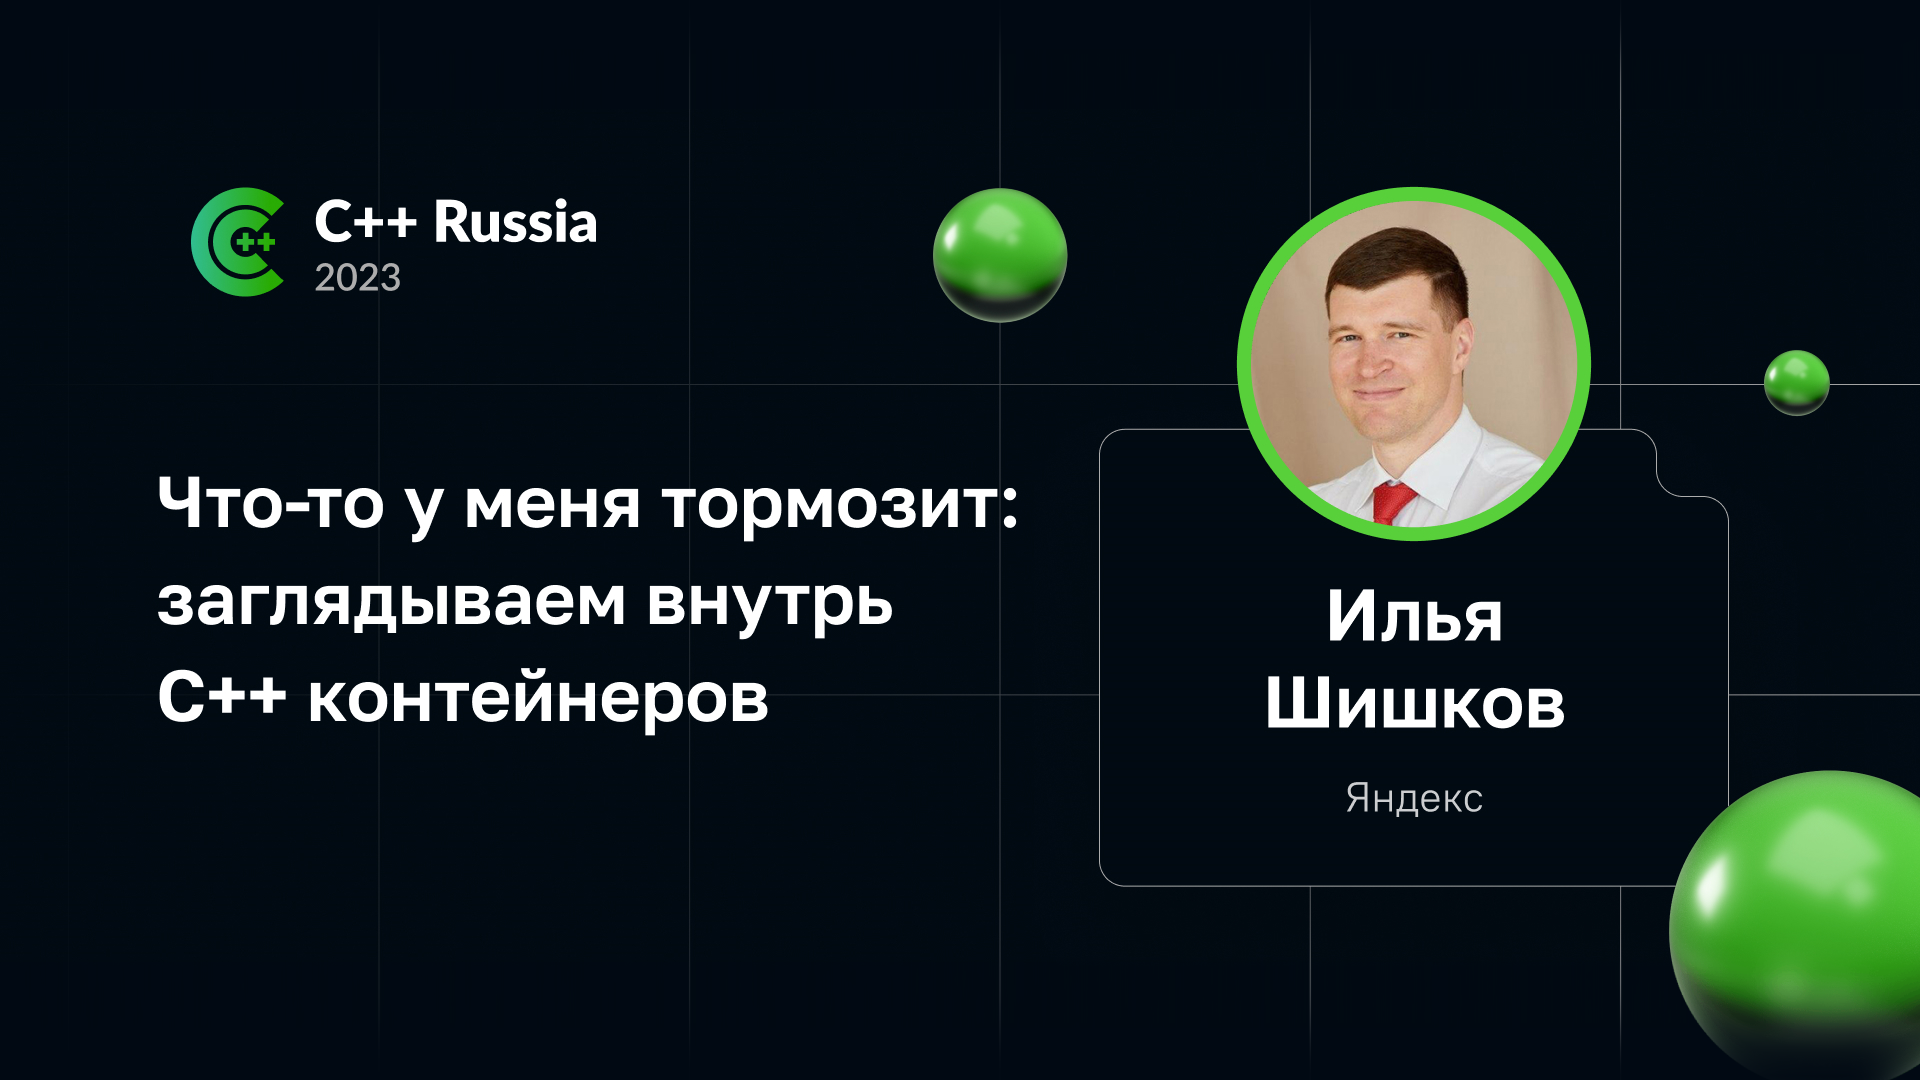 C++ Russia
2023
Что-то у меня тормозит:
заглядываем внутрь
C++ контейнеров
Илья
Шишков
Яндекс